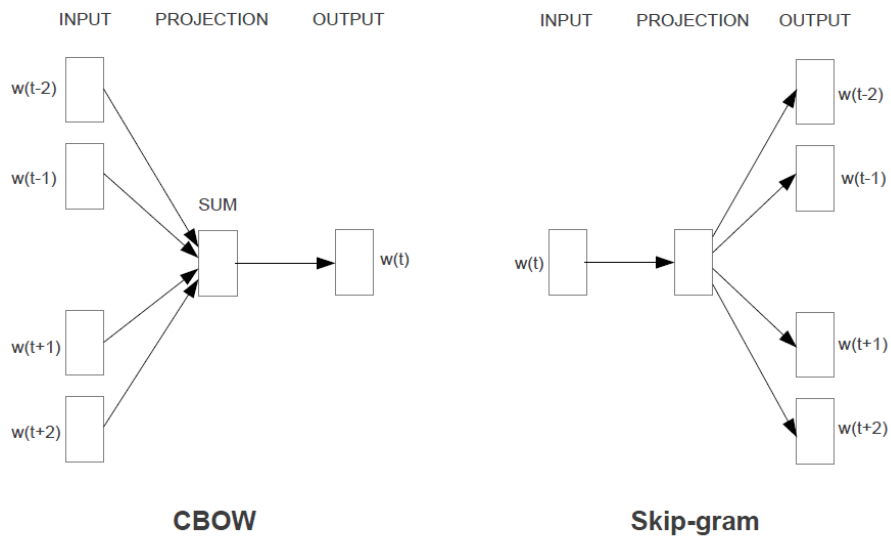 INPUT PROJECTION OUTPUT
w(t-2)
w(t-1)
SUM
w(t)
w(t+1)
w(t+2)
CBOW
INPUT PROJECTION OUTPUT
w(t-2)
w(t-1)
w(t)
w(t+1)
w(t+2)
Skip-gram